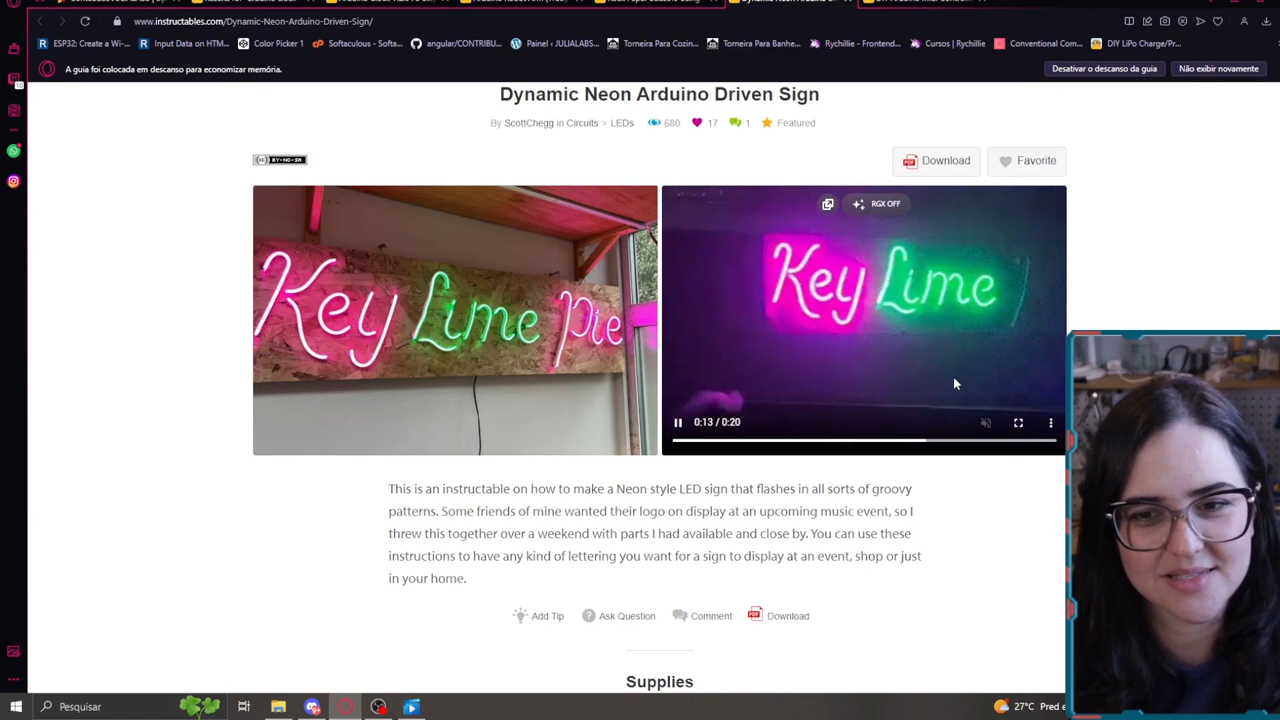 www.instructables.com/Dynamic-Neon-Arduino-Driven-Sign/
ESP32: Create a Wi-...
Input Data on HTM...
Color Picker 1
Softaculous - Softa...
angular/CONTRIBU...
Painel ‹ JULIALABS...
Torneira Para Cozin...
Torneira Para Banhe...
Rychillie - Frontend...
Cursos | Rychillie
Conventional Com...
DIY LiPo Charge/Pr...
A guia foi colocada em descanso para economizar memória.
Desativar o descanso da guia
Não exibir novamente
Dynamic Neon Arduino Driven Sign
By ScottChegg in Circuits > LEDs
680
17
1
Featured
BY-NC-SA
Download
Favorite
Key Lime Pie
RGX OFF
Key Lime
0:13 / 0:20
This is an instructable on how to make a Neon style LED sign that flashes in all sorts of groovy
patterns. Some friends of mine wanted their logo on display at an upcoming music event, so I
threw this together over a weekend with parts I had available and close by. You can use these
instructions to have any kind of lettering you want for a sign to display at an event, shop or just
in your home.
Add Tip
Ask Question
Comment
Download
Supplies
Pesquisar
27°C Pred